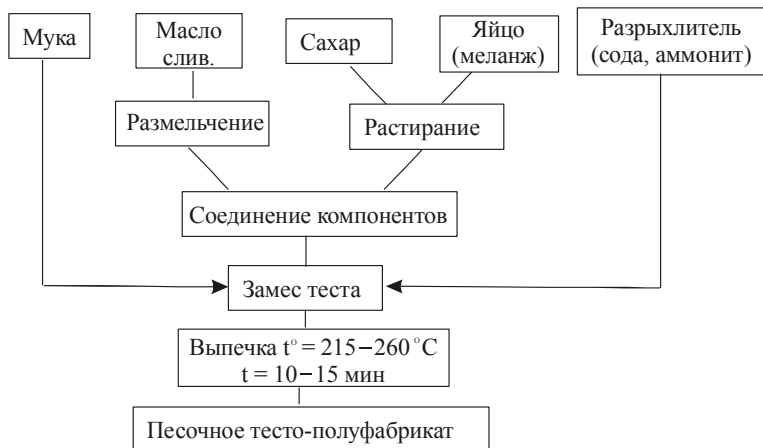 Мука
Масло
слив.
Сахар
Яйцо
(меланж)
Разрыхлитель
(сода, аммонит)
Размельчение
Растирание
Соединение компонентов
Замес теста
Выпечка t° = 215–260 °C
t = 10–15 мин
Песочное тесто-полуфабрикат